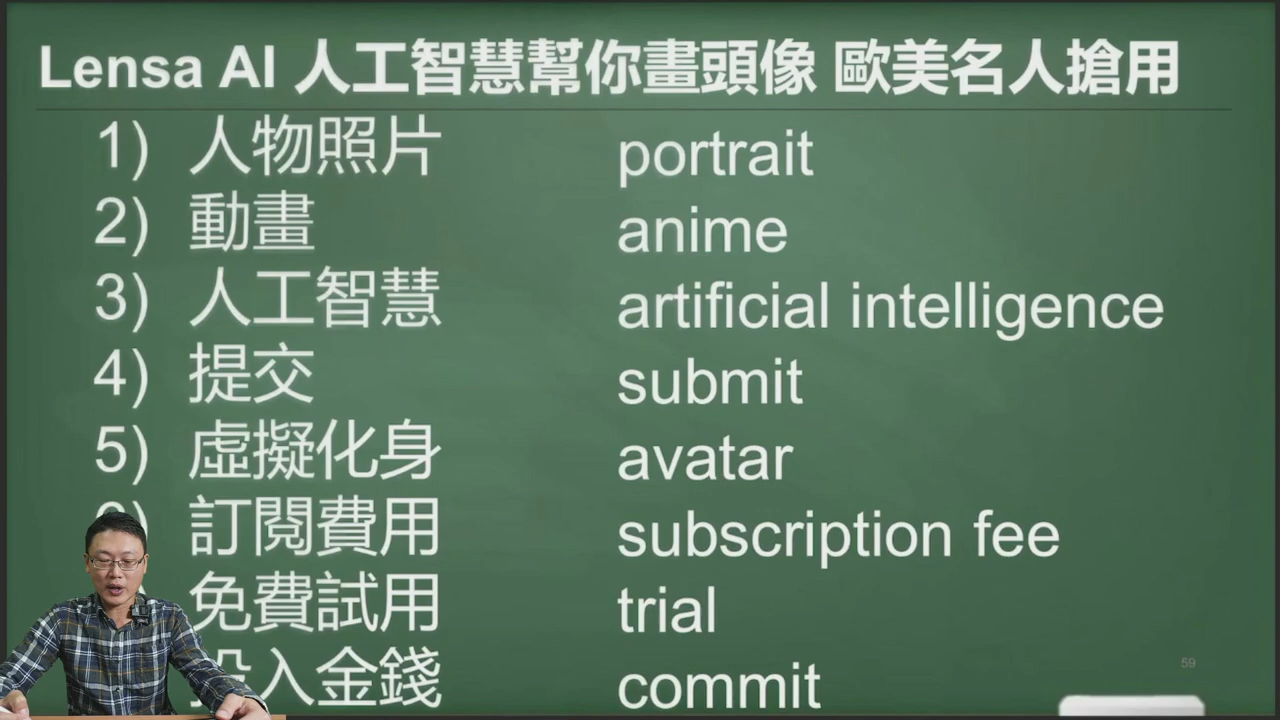 Lensa AI 人工智慧幫你畫頭像 歐美名人搶用
1) 人物照片 portrait
2) 動畫 anime
3) 人工智慧 artificial intelligence
4) 提交 submit
5) 虛擬化身 avatar
訂閱費用 subscription fee
免費試用 trial
投入金錢 commit
59